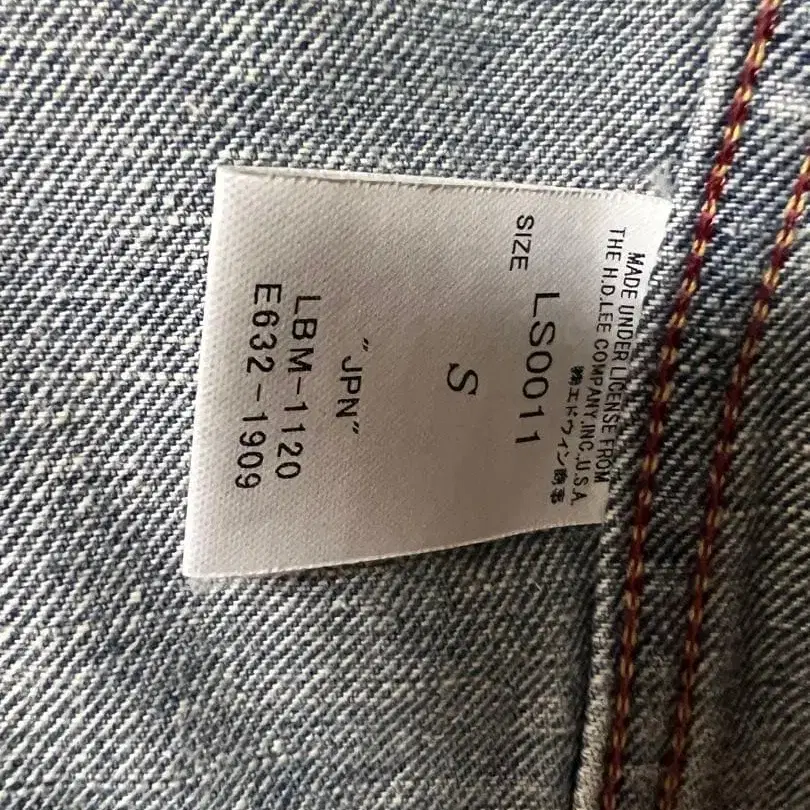 MADE UNDER LICENSE FROM
THE H.D.LEE COMPANY,INC.,U.S.A.
㈱エドウイン商事
LS0011
SIZE
S
"JPN"
LBM-1120
E632-1909